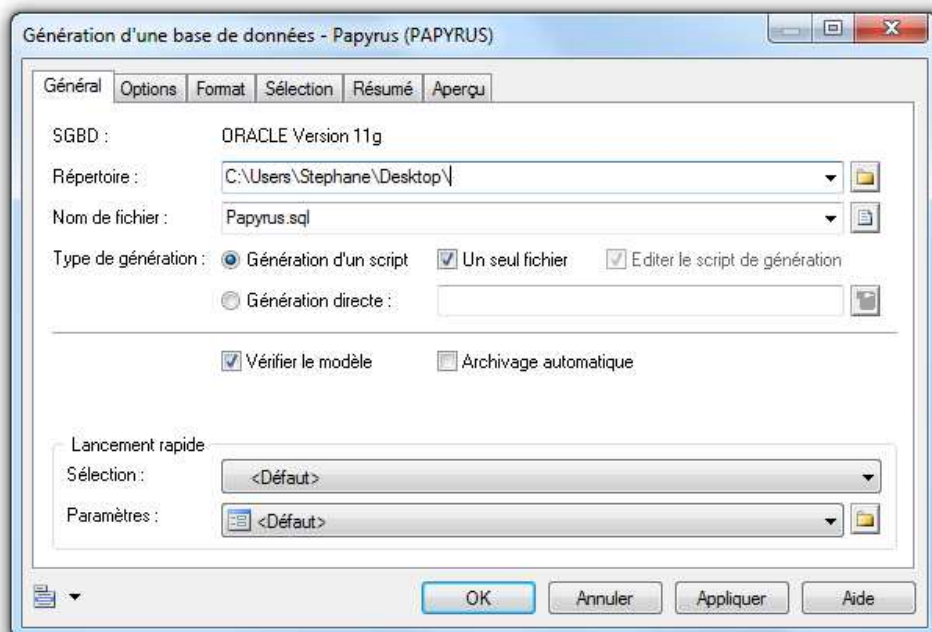 Génération d'une base de données - Papyrus (PAPYRUS)
Général Options Format Sélection Résumé Aperçu
SGBD : ORACLE Version 11g
Répertoire : C:\Users\Stephane\Desktop\
Nom de fichier : Papyrus.sql
Type de génération : Génération d'un script Un seul fichier Editer le script de génération
Génération directe :
Vérifier le modèle Archivage automatique
Lancement rapide
Sélection : <Défaut>
Paramètres : <Défaut>
OK Annuler Appliquer Aide